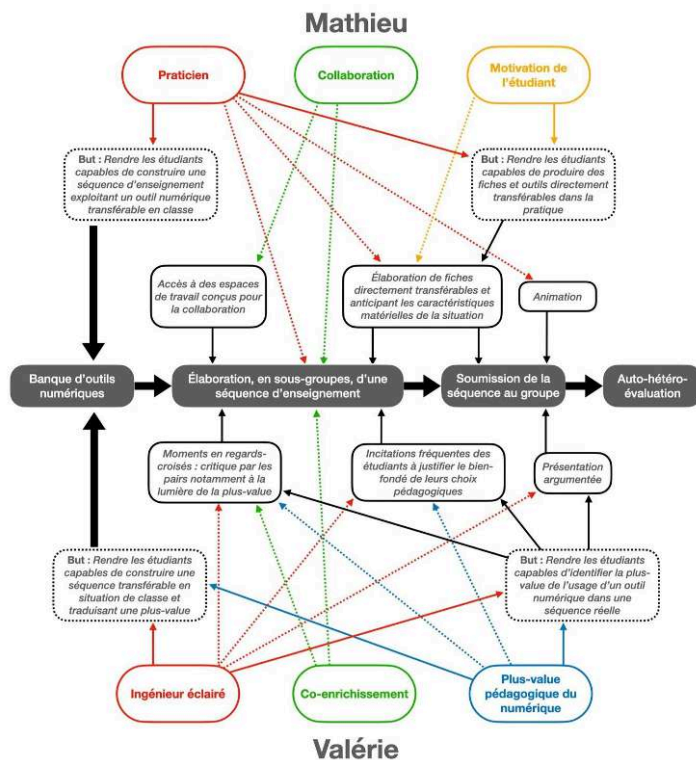 Mathieu
Praticien
Collaboration
Motivation de
l'étudiant
But : Rendre les étudiants
capables de construire une
séquence d'enseignement
exploitant un outil numérique
transférable en classe
But : Rendre les étudiants
capables de produire des
fiches et outils directement
transférables dans la
pratique
Accès à des espaces
de travail conçus pour
la collaboration
Élaboration de fiches
directement transférables et
anticipant les caractéristiques
matérielles de la situation
Animation
Banque d'outils
numériques
Élaboration, en sous-groupes, d'une
séquence d'enseignement
Soumission de la
séquence au groupe
Auto-hétéro-
évaluation
Moments en regards-
croisés : critique par les
pairs notamment à la
lumière de la plus-value
Incitations fréquentes des
étudiants à justifier le bien-
fondé de leurs choix
pédagogiques
Présentation
argumentée
But : Rendre les étudiants
capables de construire une
séquence transférable en
situation de classe et
traduisant une plus-value
But : Rendre les étudiants
capables d'identifier la plus-
value de l'usage d'un outil
numérique dans une
séquence réelle
Ingénieur éclairé
Co-enrichissement
Plus-value
pédagogique du
numérique
Valérie